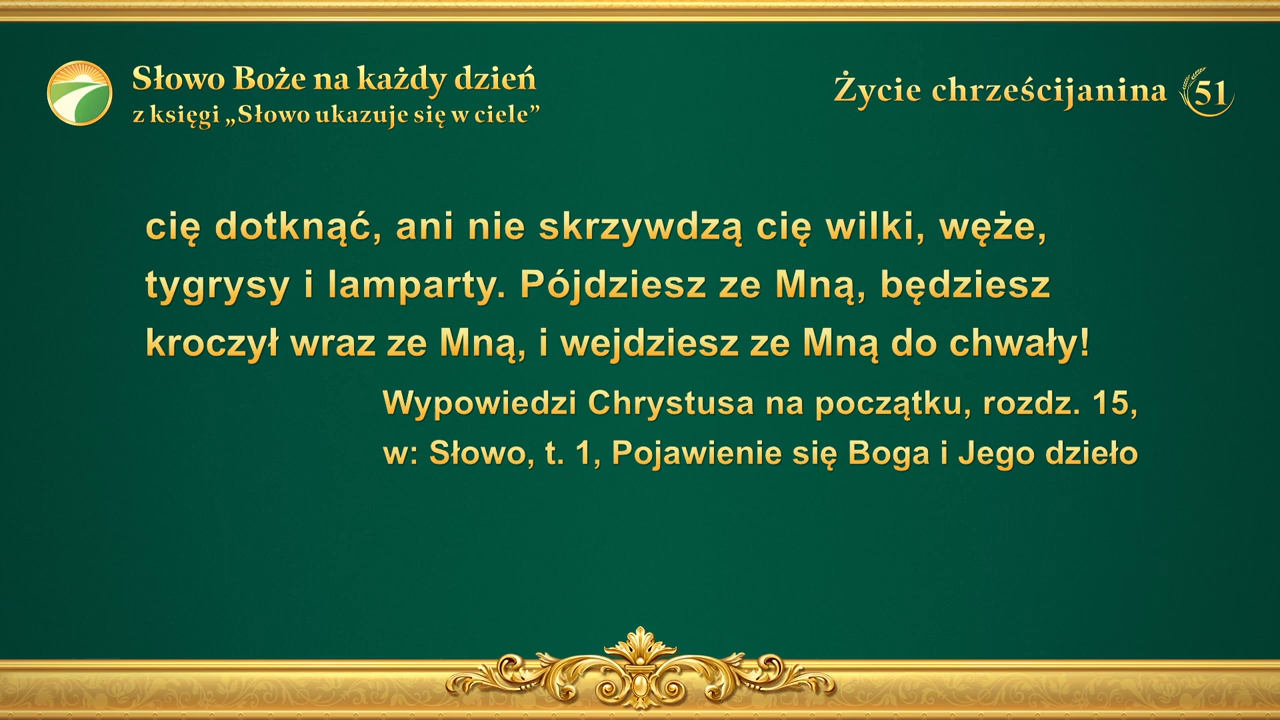 Słowo Boże na każdy dzień
z księgi „Słowo ukazuje się w ciele”
Życie chrześcijanina 51
cię dotknąć, ani nie skrzywdzą cię wilki, węże,
tygrysy i lamparty. Pójdziesz ze Mną, będziesz
kroczył wraz ze Mną, i wejdziesz ze Mną do chwały!
Wypowiedzi Chrystusa na początku, rozdz. 15,
w: Słowo, t. 1, Pojawienie się Boga i Jego dzieło